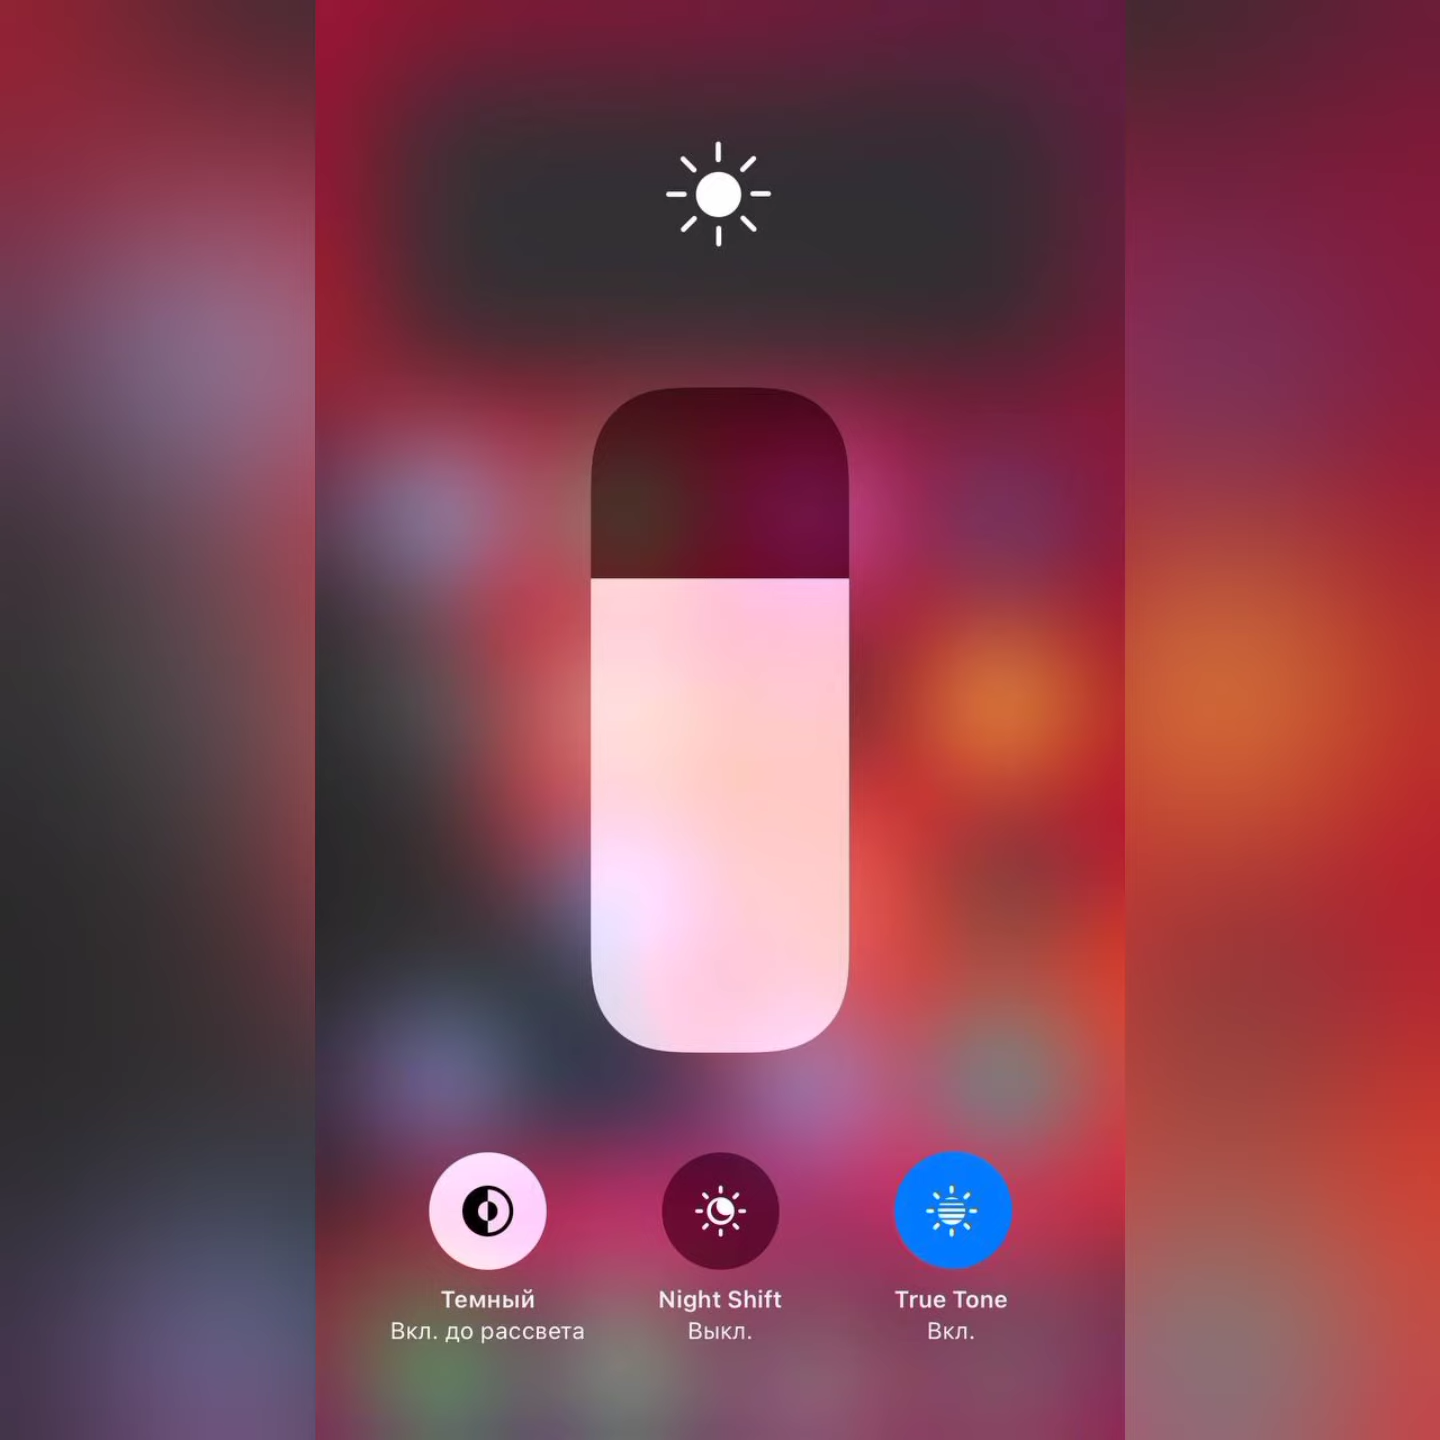 Темный
Вкл. до рассвета
Night Shift
Выкл.
True Tone
Вкл.